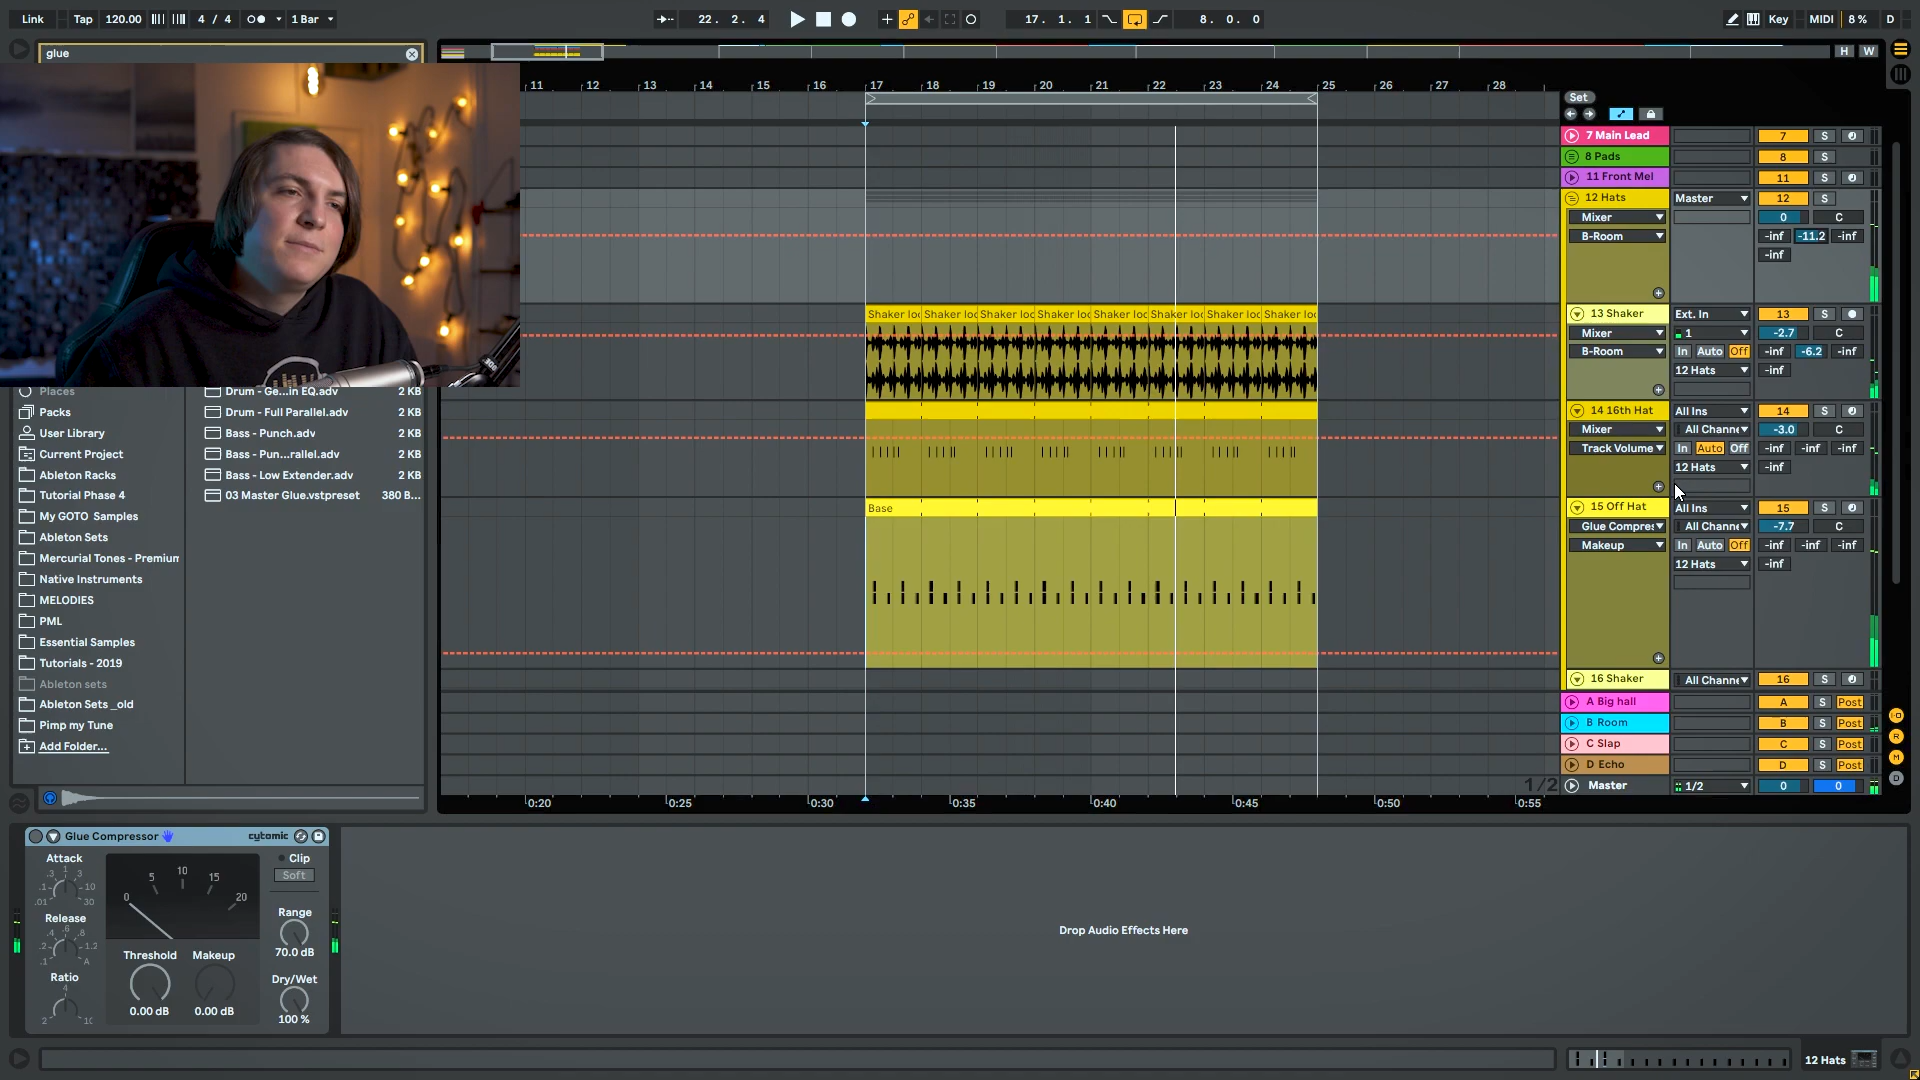 Link Tap 120.00 4 / 4 1 Bar 22. 2. 4 17. 1. 1 8. 0. 0 Key MIDI 8 % D
glue H W
11 12 13 14 15 16 17 18 19 20 21 22 23 24 25 26 27 28
Set
7 Main Lead 7 S
8 Pads 8 S
11 Front Mel 11 S
12 Hats Master 12 S
Mixer 0 C
B-Room -inf -11.2 -inf
-inf
Shaker loc Shaker loc Shaker loc Shaker loc Shaker loc Shaker loc Shaker loc Shaker loc
13 Shaker Ext. In 13 S
Mixer 1 -2.7 C
B-Room In Auto Off -inf -6.2 -inf
12 Hats -inf
14 16th Hat All Ins 14 S
Mixer All Channe -3.0 C
Track Volume In Auto Off -inf -inf -inf
12 Hats -inf
Base
15 Off Hat All Ins 15 S
Glue Compres All Channe -7.7 C
Makeup In Auto Off -inf -inf -inf
12 Hats -inf
16 Shaker All Channe 16 S
A Big hall A S Post
B Room B S Post
C Slap C S Post
D Echo D S Post
1/2 Master 1/2 0 0
0:20 0:25 0:30 0:35 0:40 0:45 0:50 0:55
Places
Packs
User Library
Current Project
Ableton Racks
Tutorial Phase 4
My GOTO Samples
Ableton Sets
Mercurial Tones - Premium
Native Instruments
MELODIES
PML
Essential Samples
Tutorials - 2019
Ableton sets
Ableton Sets _old
Pimp my Tune
Add Folder...
Drum - Ge...in EQ.adv 2 KB
Drum - Full Parallel.adv 2 KB
Bass - Punch.adv 2 KB
Bass - Pun...rallel.adv 2 KB
Bass - Low Extender.adv 2 KB
03 Master Glue.vstpreset 380 B...
I-O
R
M
D
Glue Compressor cytomic
Attack
.01 .1 .3 1 3 10 30
Release
.1 .2 .4 .6 .8 1.2 A
Ratio
2 4 10
0 5 10 15 20
Threshold Makeup
0.00 dB 0.00 dB
Clip
Soft
Range
70.0 dB
Dry/Wet
100 %
Drop Audio Effects Here
12 Hats